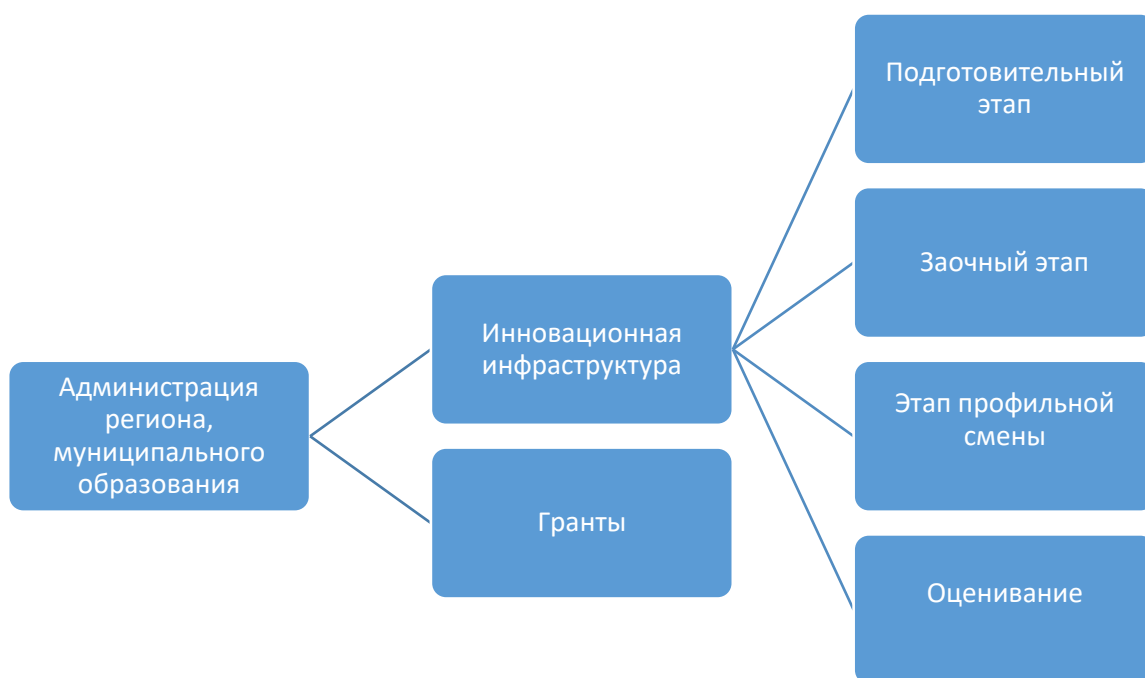 Подготовительный
этап
Заочный этап
Инновационная
инфраструктура
Администрация
региона,
муниципального
образования
Этап профильной
смены
Гранты
Оценивание